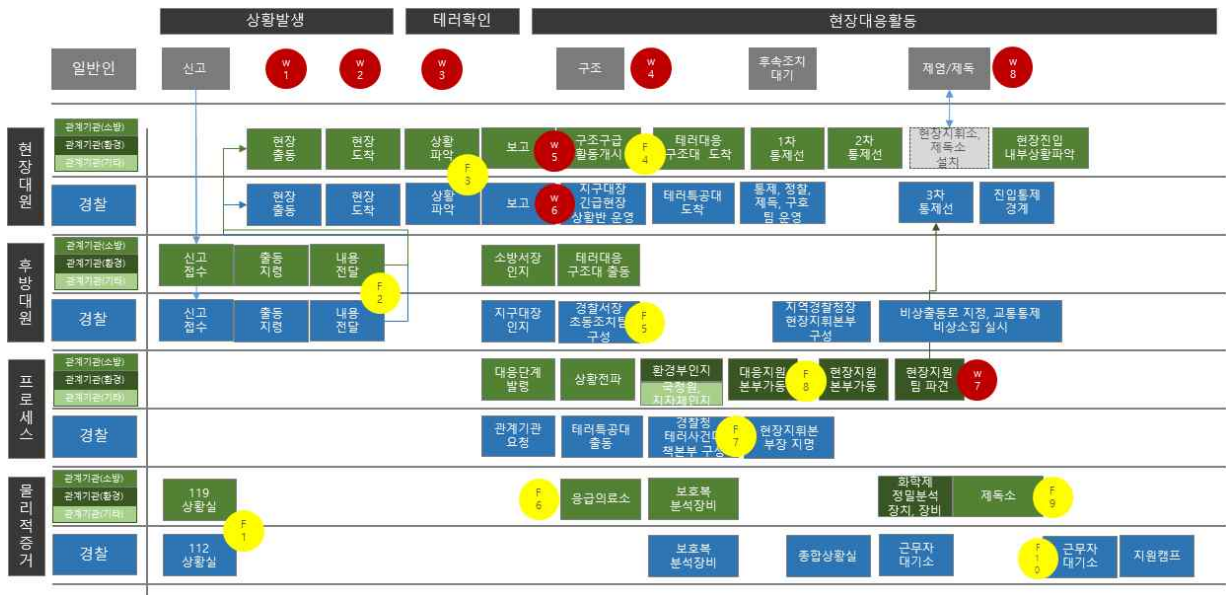 상황발생
테러확인
현장대응활동
일반인
신고
W
1
W
2
W
3
구조
W
4
후속조치
대기
제염/제독
W
8
현장대원
관계기관(소방)
관계기관(환경)
관계기관(기타)
현장
출동
현장
도착
상황
파악
F
3
보고
W
5
구조구급
활동개시
F
4
테러대응
구조대 도착
1차
통제선
2차
통제선
현장지휘소,
제독소
설치
현장진입
내부상황파악
경찰
현장
출동
현장
도착
상황
파악
보고
W
6
지구대장
긴급현장
상황반 운영
테러특공대
도착
통제, 정찰,
제독, 구호
팀 운영
3차
통제선
진입통제
경계
후방대원
관계기관(소방)
관계기관(환경)
관계기관(기타)
신고
접수
출동
지령
내용
전달
F
2
소방서장
인지
테러대응
구조대 출동
경찰
신고
접수
출동
지령
내용
전달
지구대장
인지
경찰서장
초동조치팀
구성
F
5
지역경찰청장
현장지휘본부
구성
비상출동로 지정, 교통통제
비상소집 실시
프로세스
관계기관(소방)
관계기관(환경)
관계기관(기타)
대응단계
발령
상황전파
환경부인지
국정원,
지자체인지
대응지원
본부가동
F
8
현장지원
본부가동
현장지원
팀 파견
W
7
경찰
관계기관
요청
테러특공대
출동
경찰청
테러사건대
책본부 구성
F
7
현장지휘본
부장 지명
물리적증거
관계기관(소방)
관계기관(환경)
관계기관(기타)
119
상황실
F
1
F
6
응급의료소
보호복
분석장비
화학제
정밀분석
장치, 장비
제독소
F
9
경찰
112
상황실
보호복
분석장비
종합상황실
근무자
대기소
F
1
0
근무자
대기소
지원캠프